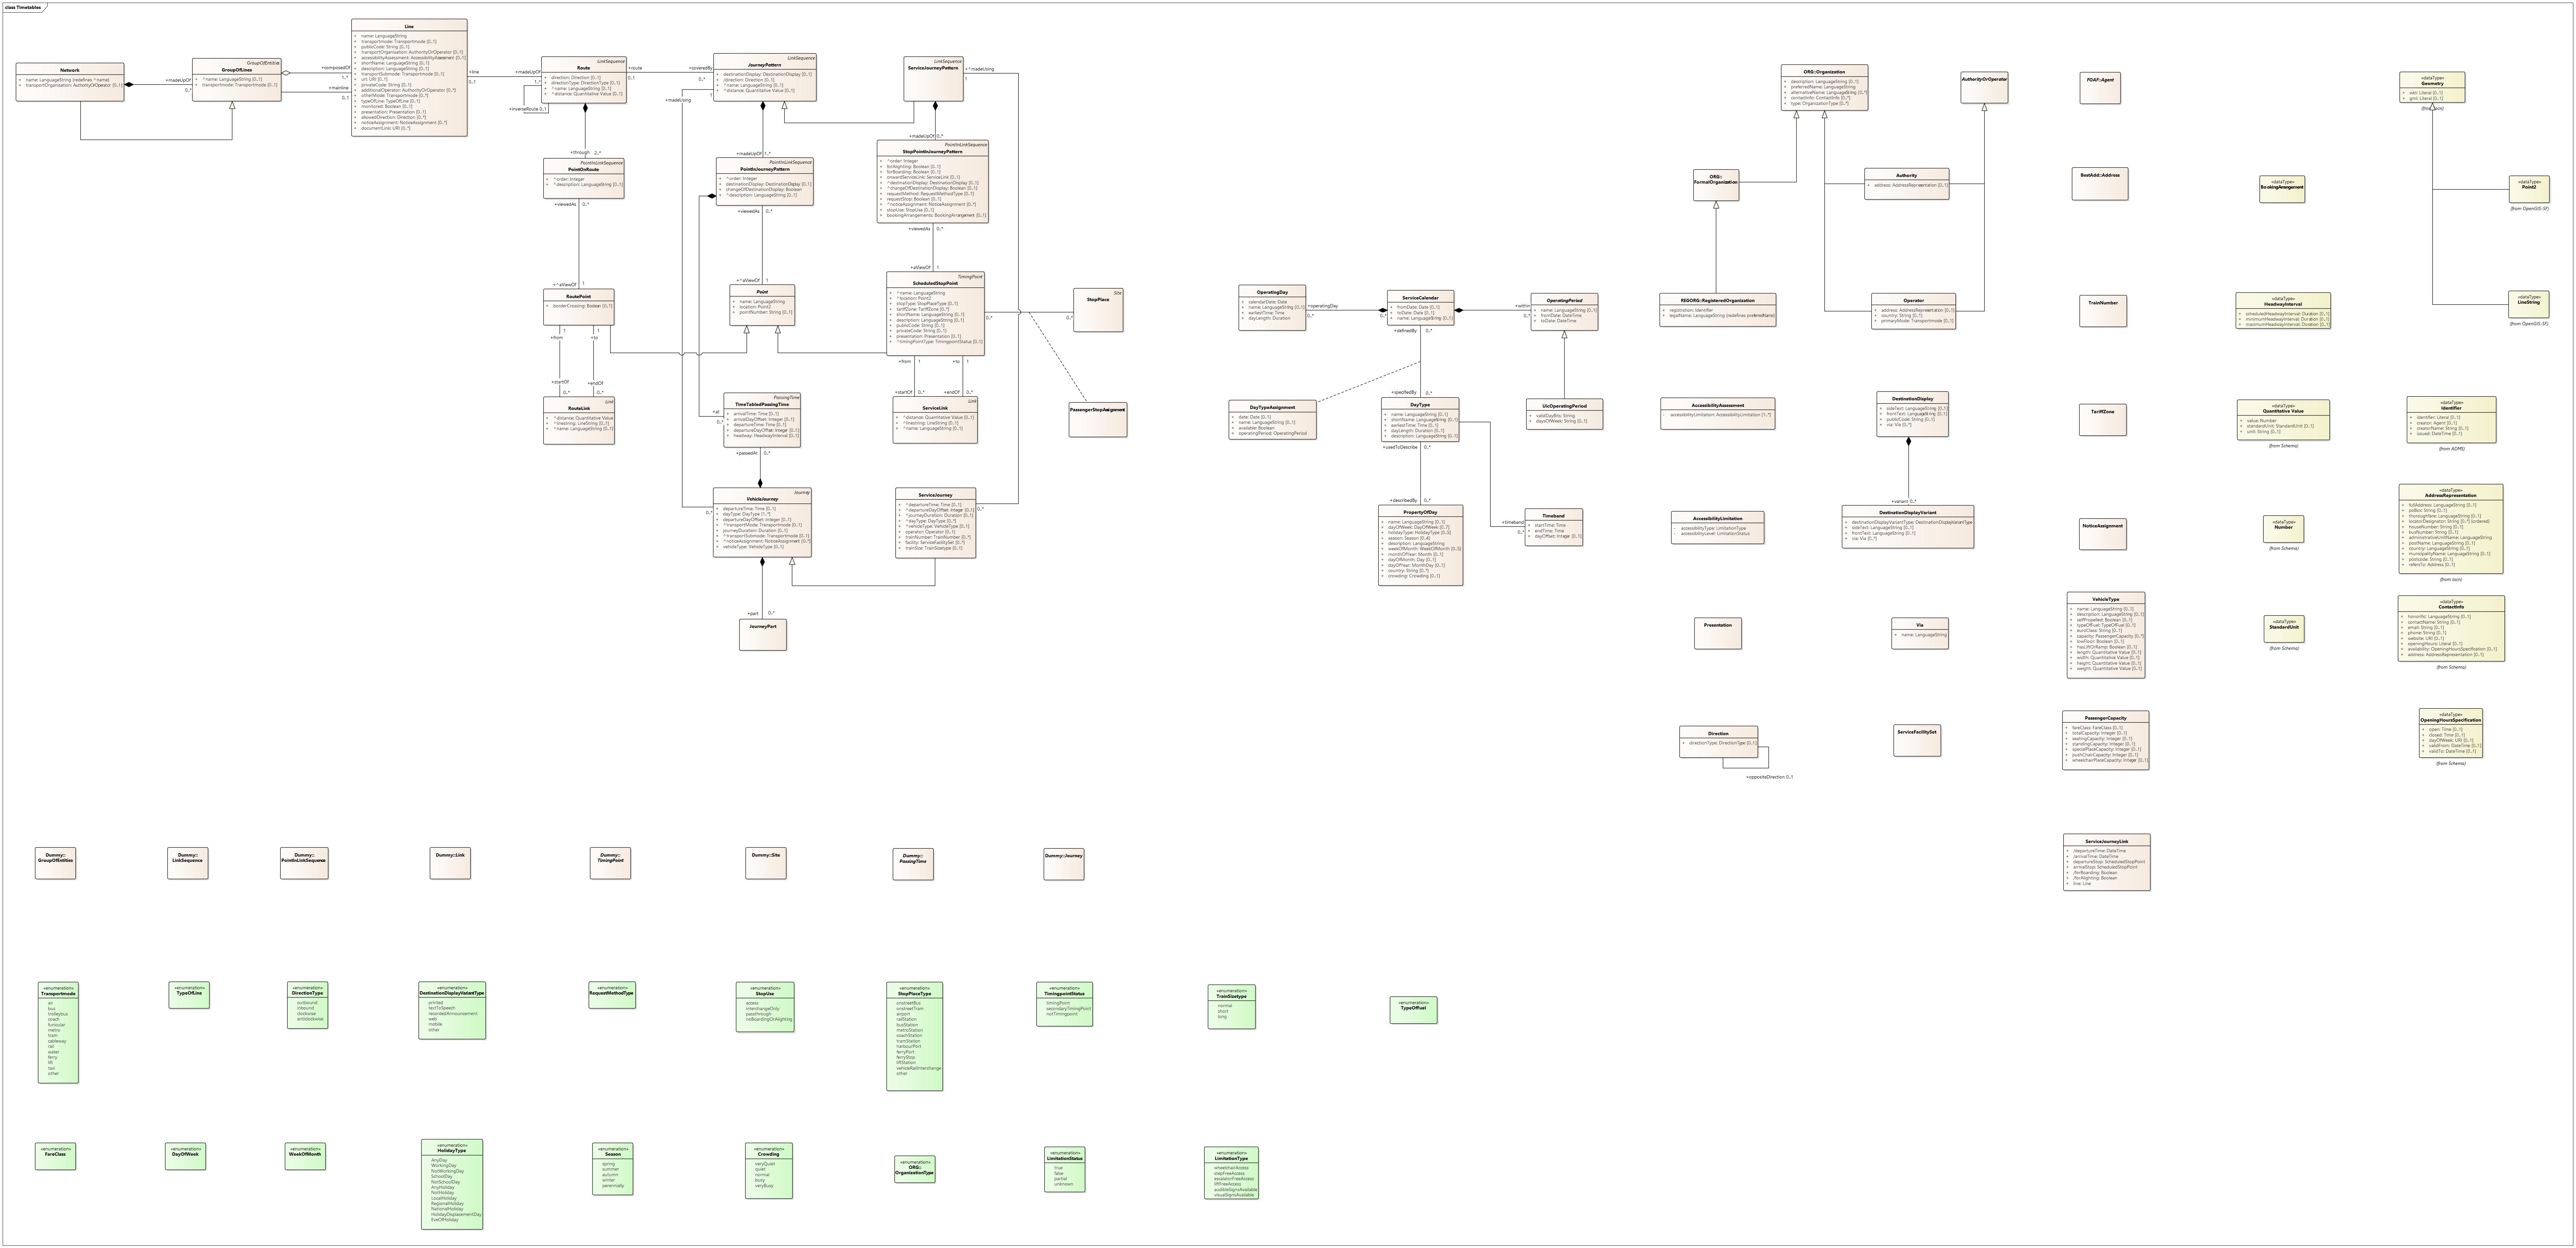 class Timetables
Network
+ name: LanguageString {redefines ^name}
+ transportOrganisation: AuthorityOrOperator [0..1]
+madeUpOf
0..*
GroupOfEntities
GroupOfLines
+ ^name: LanguageString [0..1]
+ transportmode: Transportmode [0..1]
+composedOf
1..*
+mainline
0..1
Line
+ name: LanguageString
+ transportmode: Transportmode [0..1]
+ publicCode: String [0..1]
+ transportOrganisation: AuthorityOrOperator [0..1]
+ accessibilityAssessment: AccessibilityAssessment [0..1]
+ shortName: LanguageString [0..1]
+ description: LanguageString [0..1]
+ transportSubmode: Transportmode [0..1]
+ url: URI [0..1]
+ privateCode: String [0..1]
+ additionalOperator: AuthorityOrOperator [0..*]
+ otherMode: Transportmode [0..*]
+ typeOfLine: TypeOfLine [0..1]
+ monitored: Boolean [0..1]
+ presentation: Presentation [0..1]
+ allowedDirection: Direction [0..*]
+ noticeAssignment: NoticeAssignment [0..*]
+ documentLink: URI [0..*]
+line
0..1
+madeUpOf
1..*
LinkSequence
Route
+ direction: Direction [0..1]
+ directionType: DirectionType [0..1]
+ ^name: LanguageString [0..1]
+ ^distance: Quantitative Value [0..1]
+inverseRoute 0..1
+route
0..1
+coveredBy
0..*
LinkSequence
JourneyPattern
+ destinationDisplay: DestinationDisplay [0..1]
+ /direction: Direction [0..1]
+ ^name: LanguageString [0..1]
+ ^distance: Quantitative Value [0..1]
+madeUsing
1
LinkSequence
ServiceJourneyPattern
+^madeUsing
1
+through 2..*
PointInLinkSequence
PointOnRoute
+ ^order: Integer
+ ^description: LanguageString [0..1]
+viewedAs 0..*
+^aViewOf 1
RoutePoint
+ borderCrossing: Boolean [0..1]
1 1
+from +to
+startOf +endOf
0..* 0..*
Link
RouteLink
+ ^distance: Quantitative Value
+ ^linestring: LineString [0..1]
+ ^name: LanguageString [0..1]
+madeUpOf 1..*
PointInLinkSequence
PointInJourneyPattern
+ ^order: Integer
+ destinationDisplay: DestinationDisplay [0..1]
+ changeOfDestinationDisplay: Boolean
+ ^description: LanguageString [0..1]
+viewedAs 0..*
+^aViewOf 1
Point
+ name: LanguageString
+ location: Point2
+ pointNumber: String [0..1]
+madeUpOf 0..*
PointInLinkSequence
StopPointInJourneyPattern
+ ^order: Integer
+ forAlighting: Boolean [0..1]
+ forBoarding: Boolean [0..1]
+ onwardServiceLink: ServiceLink [0..1]
+ ^destinationDisplay: DestinationDisplay [0..1]
+ ^changeOfDestinationDisplay: Boolean [0..1]
+ requestMethod: RequestMethodType [0..1]
+ requestStop: Boolean [0..1]
+ ^noticeAssignment: NoticeAssignment [0..*]
+ stopUse: StopUse [0..1]
+ bookingArrangements: BookingArrangement [0..1]
+viewedAs 0..*
+aViewOf 1
TimingPoint
ScheduledStopPoint
+ ^name: LanguageString
+ ^location: Point2
+ stopType: StopPlaceType [0..1]
+ tariffZone: TariffZone [0..*]
+ shortName: LanguageString [0..1]
+ description: LanguageString [0..1]
+ publicCode: String [0..1]
+ privateCode: String [0..1]
+ presentation: Presentation [0..1]
+ ^timingPointType: TimingpointStatus [0..1]
0..* 0..*
Site
StopPlace
PassengerStopAssignment
+from 1 +to 1
+startOf 0..* +endOf 0..*
Link
ServiceLink
+ ^distance: Quantitative Value [0..1]
+ ^linestring: LineString [0..1]
+ ^name: LanguageString [0..1]
+at
0..*
PassingTime
TimeTabledPassingTime
+ arrivalTime: Time [0..1]
+ arrivalDayOffset: Integer [0..1]
+ departureTime: Time [0..1]
+ departureDayOffset: Integer [0..1]
+ headway: HeadwayInterval [0..1]
+passedAt 0..*
Journey
VehicleJourney
+ departureTime: Time [0..1]
+ dayType: DayType [1..*]
+ departureDayOffset: Integer [0..1]
+ ^transportMode: Transportmode [0..1]
+ journeyDuration: Duration [0..1]
+ ^transportSubmode: Transportmode [0..1]
+ ^noticeAssignment: NoticeAssignment [0..*]
+ vehicleType: VehicleType [0..1]
0..*
ServiceJourney
+ ^departureTime: Time [0..1]
+ ^departureDayOffset: Integer [0..1]
+ ^journeyDuration: Duration [0..1]
+ ^dayType: DayType [0..*]
+ ^vehicleType: VehicleType [0..1]
+ operator: Operator [0..1]
+ trainNumber: TrainNumber [0..*]
+ facility: ServiceFacilitySet [0..*]
+ trainSize: TrainSizetype [0..1]
0..*
+part 0..*
JourneyPart
OperatingDay
+ calendarDate: Date
+ name: LanguageString [0..1]
+ earliestTime: Time
+ dayLength: Duration
+operatingDay
0..*
0..*
ServiceCalendar
+ fromDate: Date [0..1]
+ toDate: Date [0..1]
+ name: LanguageString [0..1]
+within
0..*
OperatingPeriod
+ name: LanguageString [0..1]
+ fromDate: DateTime
+ toDate: DateTime
+definedBy 0..*
+specifiedBy 0..*
DayTypeAssignment
+ date: Date [0..1]
+ name: LanguageString [0..1]
+ available: Boolean
+ operatingPeriod: OperatingPeriod
DayType
+ name: LanguageString [0..1]
+ shortName: LanguageString [0..1]
+ earliestTime: Time [0..1]
+ dayLength: Duration [0..1]
+ description: LanguageString [0..1]
UicOperatingPeriod
+ validDayBits: String
+ daysOfWeek: String [0..1]
+usedToDescribe 0..*
+describedBy 0..*
PropertyOfDay
+ name: LanguageString [0..1]
+ dayOfWeek: DayOfWeek [0..7]
+ holidayType: HolidayType [0..5]
+ season: Season [0..4]
+ description: LanguageString
+ weekOfMonth: WeekOfMonth [0..5]
+ monthOfYear: Month [0..1]
+ dayOfMonth: Day [0..1]
+ dayOfYear: MonthDay [0..1]
+ country: String [0..*]
+ crowding: Crowding [0..1]
+timeband
0..*
Timeband
+ startTime: Time
+ endTime: Time
+ dayOffset: Integer [0..1]
ORG::Organization
+ description: LanguageString [0..1]
+ preferredName: LanguageString
+ alternativeName: LanguageString [0..*]
+ contactInfo: ContactInfo [0..*]
+ type: OrganizationType [0..*]
AuthorityOrOperator
FOAF::Agent
ORG::
FormalOrganization
Authority
+ address: AddressRepresentation [0..1]
BestAdd::Address
REGORG::RegisteredOrganization
+ registration: Identifier
+ legalName: LanguageString {redefines preferredName}
Operator
+ address: AddressRepresentation [0..1]
+ country: String [0..1]
+ primaryMode: Transportmode [0..1]
TrainNumber
AccessibilityAssessment
- accessibilityLimitation: AccessibilityLimitation [1..*]
DestinationDisplay
+ sideText: LanguageString [0..1]
+ frontText: LanguageString [0..1]
+ publicCode: String [0..1]
+ via: Via [0..*]
+variant 0..*
TariffZone
AccessibilityLimitation
- accessibilityType: LimitationType
- accessibilityLevel: LimitationStatus
DestinationDisplayVariant
+ destinationDisplayVariantType: DestinationDisplayVariantType
+ sideText: LanguageString [0..1]
+ frontText: LanguageString [0..1]
+ via: Via [0..*]
NoticeAssignment
Presentation
Via
+ name: LanguageString
VehicleType
+ name: LanguageString [0..1]
+ description: LanguageString [0..1]
+ selfPropelled: Boolean [0..1]
+ typeOfFuel: TypeOfFuel [0..1]
+ euroClass: String [0..1]
+ capacity: PassengerCapacity [0..*]
+ lowFloor: Boolean [0..1]
+ hasLiftOrRamp: Boolean [0..1]
+ length: Quantitative Value [0..1]
+ width: Quantitative Value [0..1]
+ height: Quantitative Value [0..1]
+ weight: Quantitative Value [0..1]
Direction
+ directionType: DirectionType [0..1]
+oppositeDirection 0..1
ServiceFacilitySet
PassengerCapacity
+ fareClass: FareClass [0..1]
+ totalCapacity: Integer [0..1]
+ seatingCapacity: Integer [0..1]
+ standingCapacity: Integer [0..1]
+ specialPlaceCapacity: Integer [0..1]
+ pushChairCapacity: Integer [0..1]
+ wheelchairPlaceCapacity: Integer [0..1]
ServiceJourneyLink
+ /departureTime: DateTime
+ /arrivalTime: DateTime
+ departureStop: ScheduledStopPoint
+ arrivalStop: ScheduledStopPoint
+ /forBoarding: Boolean
+ /forAlighting: Boolean
+ line: Line
«dataType»
BookingArrangement
«dataType»
HeadwayInterval
+ scheduledHeadwayInterval: Duration [0..1]
+ minimumHeadwayInterval: Duration [0..1]
+ maximumHeadwayInterval: Duration [0..1]
«dataType»
Quantitative Value
+ value: Number
+ standardUnit: StandardUnit [0..1]
+ unit: String [0..1]
(from Schema)
«dataType»
Number
(from Schema)
«dataType»
StandardUnit
(from Schema)
«dataType»
Geometry
+ wkt: Literal [0..1]
+ gml: Literal [0..1]
«dataType»
Point2
(from OpenGIS-SF)
«dataType»
LineString
(from OpenGIS-SF)
«dataType»
Identifier
+ identifier: Literal [0..1]
+ creator: Agent [0..1]
+ creatorName: String [0..1]
+ issued: DateTime [0..1]
(from ADMS)
«dataType»
AddressRepresentation
+ fullAddress: LanguageString [0..1]
+ poBox: String [0..1]
+ thoroughfare: LanguageString [0..1]
+ locatorDesignator: String [0..*] {ordered}
+ houseNumber: String [0..1]
+ busNumber: String [0..1]
+ administrativeUnitName: LanguageString
+ postName: LanguageString [0..1]
+ country: LanguageString [0..1]
+ municipalityName: LanguageString [0..1]
+ postcode: String [0..1]
+ refersTo: Address [0..1]
(from locn)
«dataType»
ContactInfo
+ honorific: LanguageString [0..1]
+ contactName: String [0..1]
+ email: String [0..1]
+ phone: String [0..1]
+ website: URI [0..1]
+ openingHours: Literal [0..1]
+ availability: OpeningHoursSpecification [0..1]
+ address: AddressRepresentation [0..1]
(from Schema)
«dataType»
OpeningHoursSpecification
+ open: Time [0..1]
+ closed: Time [0..1]
+ dayOfWeek: URI [0..1]
+ validFrom: DateTime [0..1]
+ validTo: DateTime [0..1]
(from Schema)
Dummy::
GroupOfEntities
Dummy::
LinkSequence
Dummy::
PointInLinkSequence
Dummy::Link
Dummy::
TimingPoint
Dummy::Site
Dummy::
PassingTime
Dummy::Journey
«enumeration»
Transportmode
air
bus
trolleybus
coach
funicular
metro
tram
cableway
rail
water
ferry
lift
taxi
other
«enumeration»
TypeOfLine
«enumeration»
DirectionType
outbound
inbound
clockwise
anticlockwise
«enumeration»
DestinationDisplayVariantType
printed
textToSpeech
recordedAnnouncement
web
mobile
other
«enumeration»
RequestMethodType
«enumeration»
StopUse
access
interchangeOnly
passthrough
noBoardingOrAlighting
«enumeration»
StopPlaceType
onstreetBus
onstreetTram
airport
railStation
busStation
metroStation
coachStation
tramStation
harbourPort
ferryPort
ferryStop
liftStation
vehicleRailInterchange
other
«enumeration»
TimingpointStatus
timingPoint
secondaryTimingPoint
notTimingpoint
«enumeration»
TrainSizetype
normal
short
long
«enumeration»
TypeOffuel
«enumeration»
FareClass
«enumeration»
DayOfWeek
«enumeration»
WeekOfMonth
«enumeration»
HolidayType
AnyDay
WorkingDay
NotWorkingDay
SchoolDay
NotSchoolDay
AnyHoliday
NotHoliday
LocalHoliday
RegionalHoliday
NationalHoliday
HolidayDisplacementDay
EveOfHoliday
«enumeration»
Season
spring
summer
autumn
winter
perennially
«enumeration»
Crowding
veryQuiet
quiet
normal
busy
veryBusy
«enumeration»
ORG::
OrganizationType
«enumeration»
LimitationStatus
true
false
partial
unknown
«enumeration»
LimitationType
wheelchairAccess
stepFreeAccess
escalatorFreeAccess
liftFreeAccess
audibleSignsAvailable
visualSignsAvailable